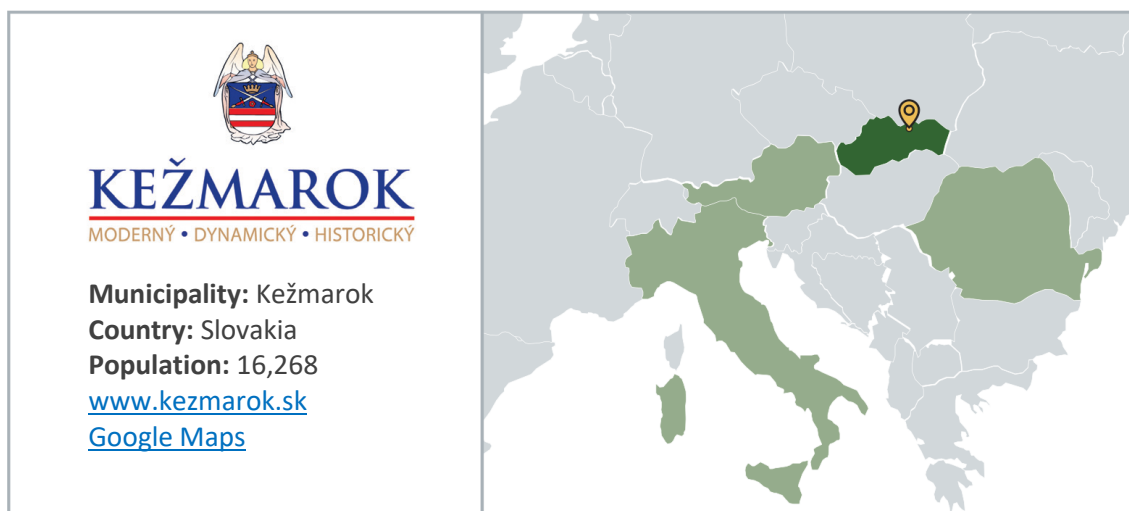 KEŽMAROK
MODERNÝ • DYNAMICKÝ • HISTORICKÝ
Municipality: Kežmarok
Country: Slovakia
Population: 16,268
www.kezmarok.sk
Google Maps